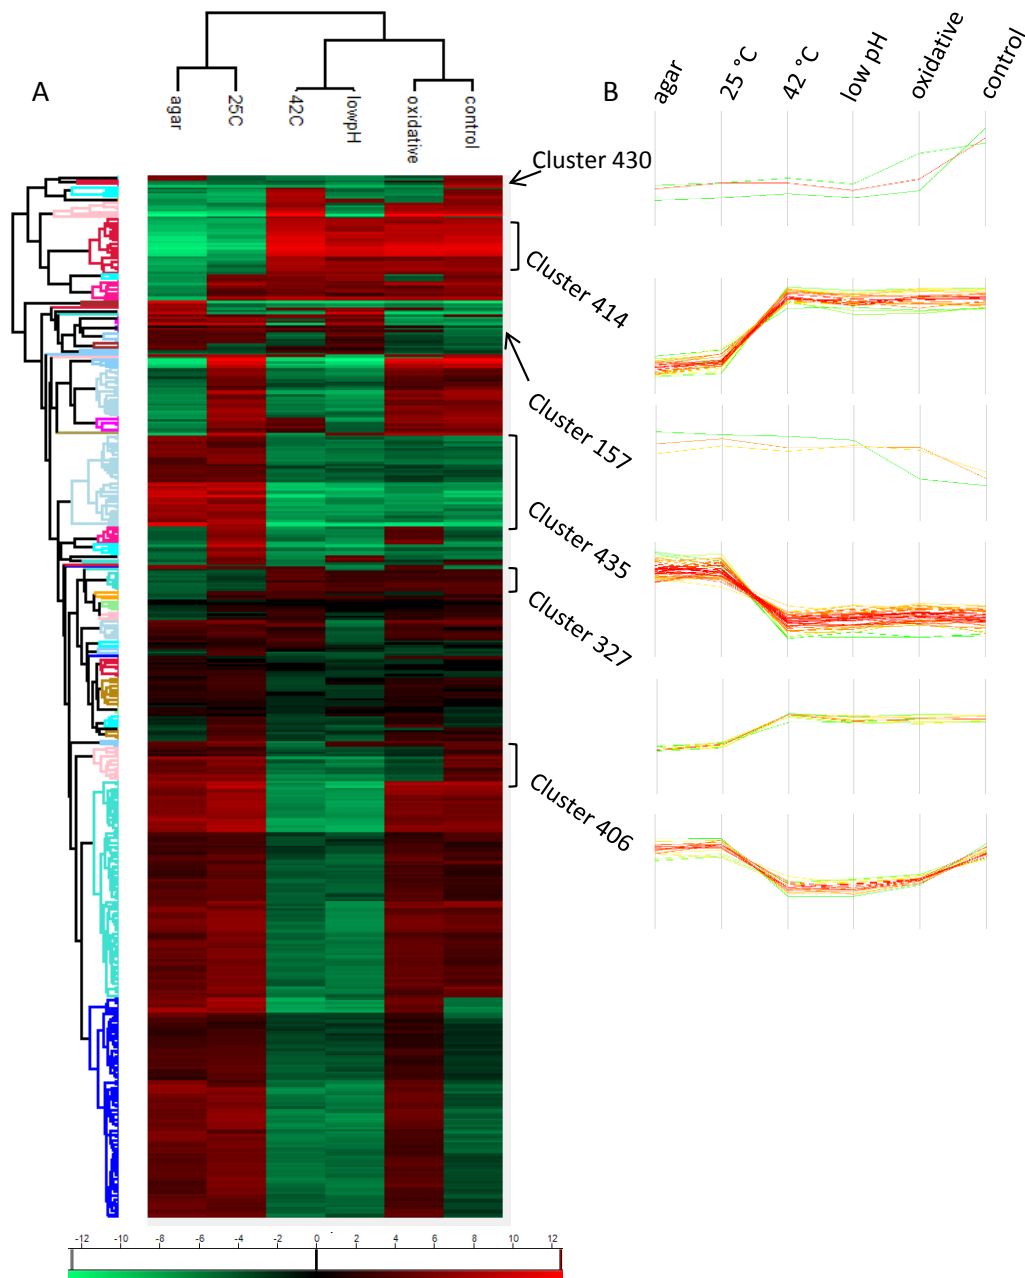 A
agar
25C
42C
lowpH
oxidative
control
B
agar
25 °C
42 °C
low pH
oxidative
control
Cluster 430
Cluster 414
Cluster 157
Cluster 435
Cluster 327
Cluster 406
-12 -10 -8 -6 -4 -2 0 2 4 6 8 10 12